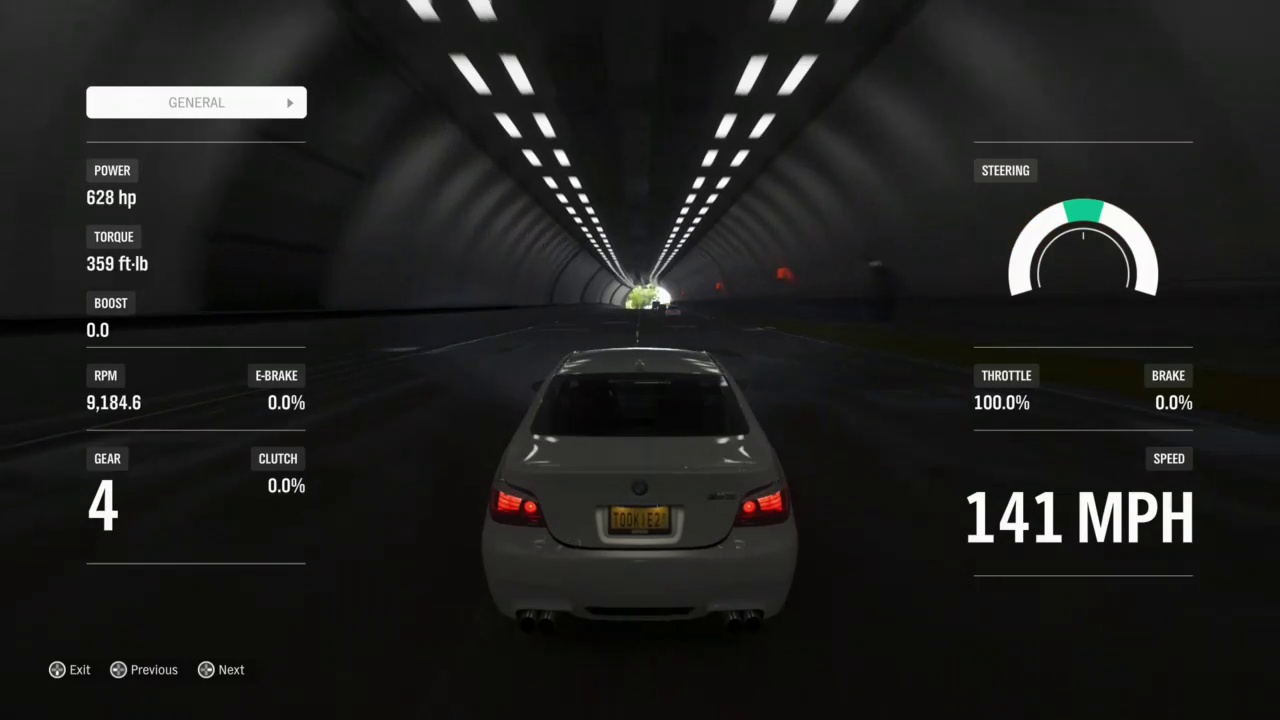 GENERAL
POWER
628 hp
TORQUE
359 ft·lb
BOOST
0.0
RPM
E-BRAKE
9,184.6
0.0%
GEAR
CLUTCH
4
0.0%
STEERING
THROTTLE
BRAKE
100.0%
0.0%
SPEED
141 MPH
TOOKIE2
Exit
Previous
Next